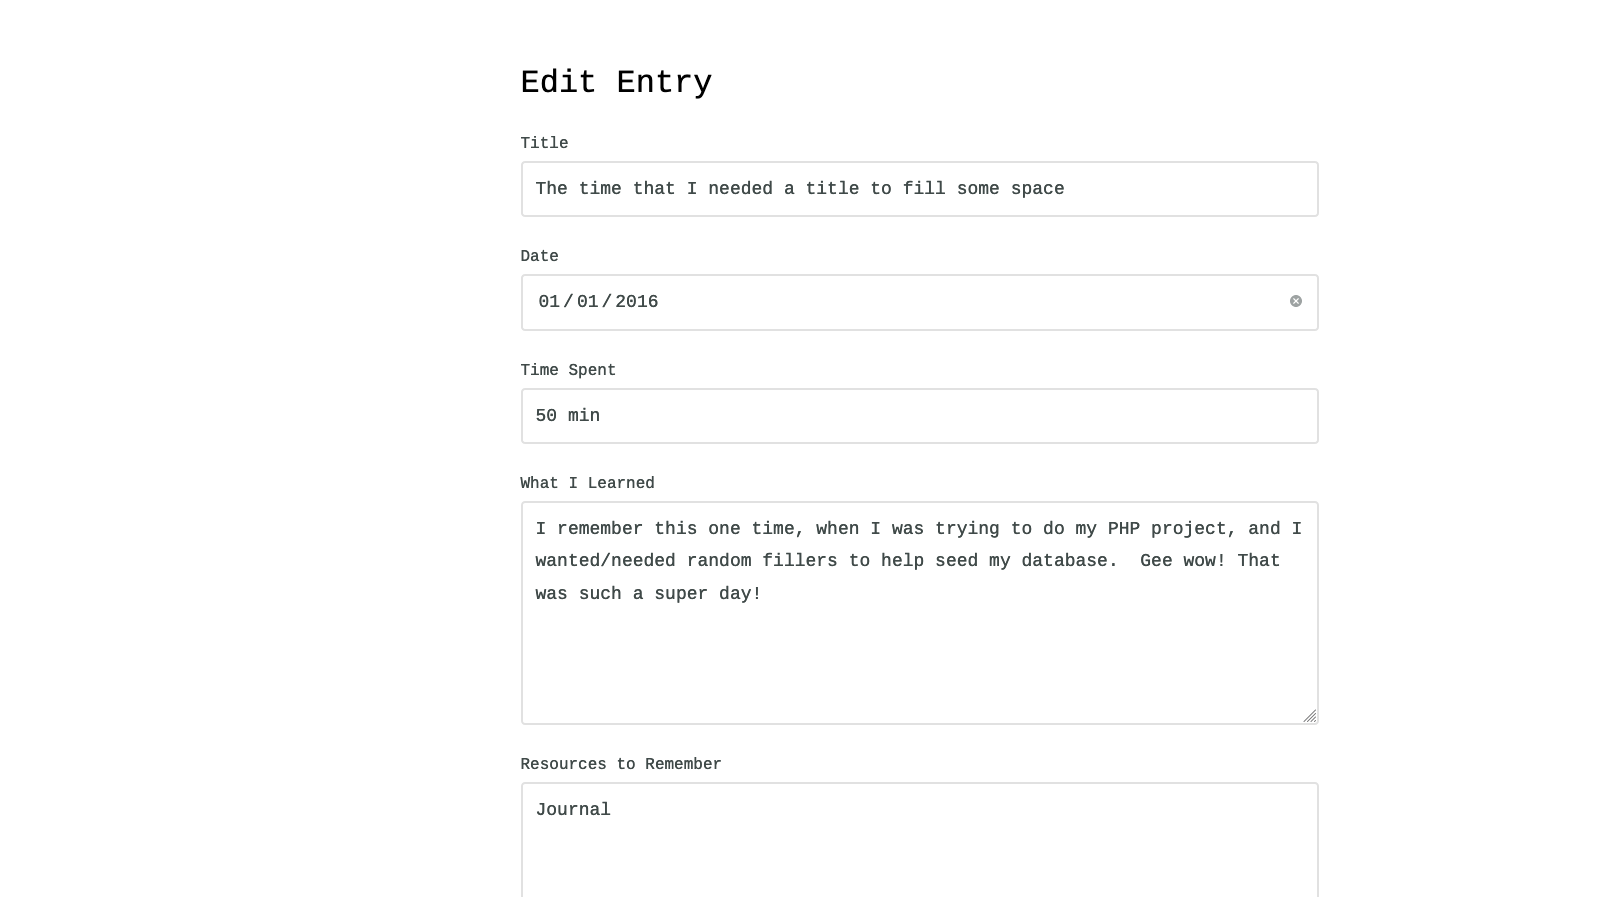 Edit Entry
Title
The time that I needed a title to fill some space
Date
01/01/2016
Time Spent
50 min
What I Learned
I remember this one time, when I was trying to do my PHP project, and I
wanted/needed random fillers to help seed my database.  Gee wow! That
was such a super day!
Resources to Remember
Journal